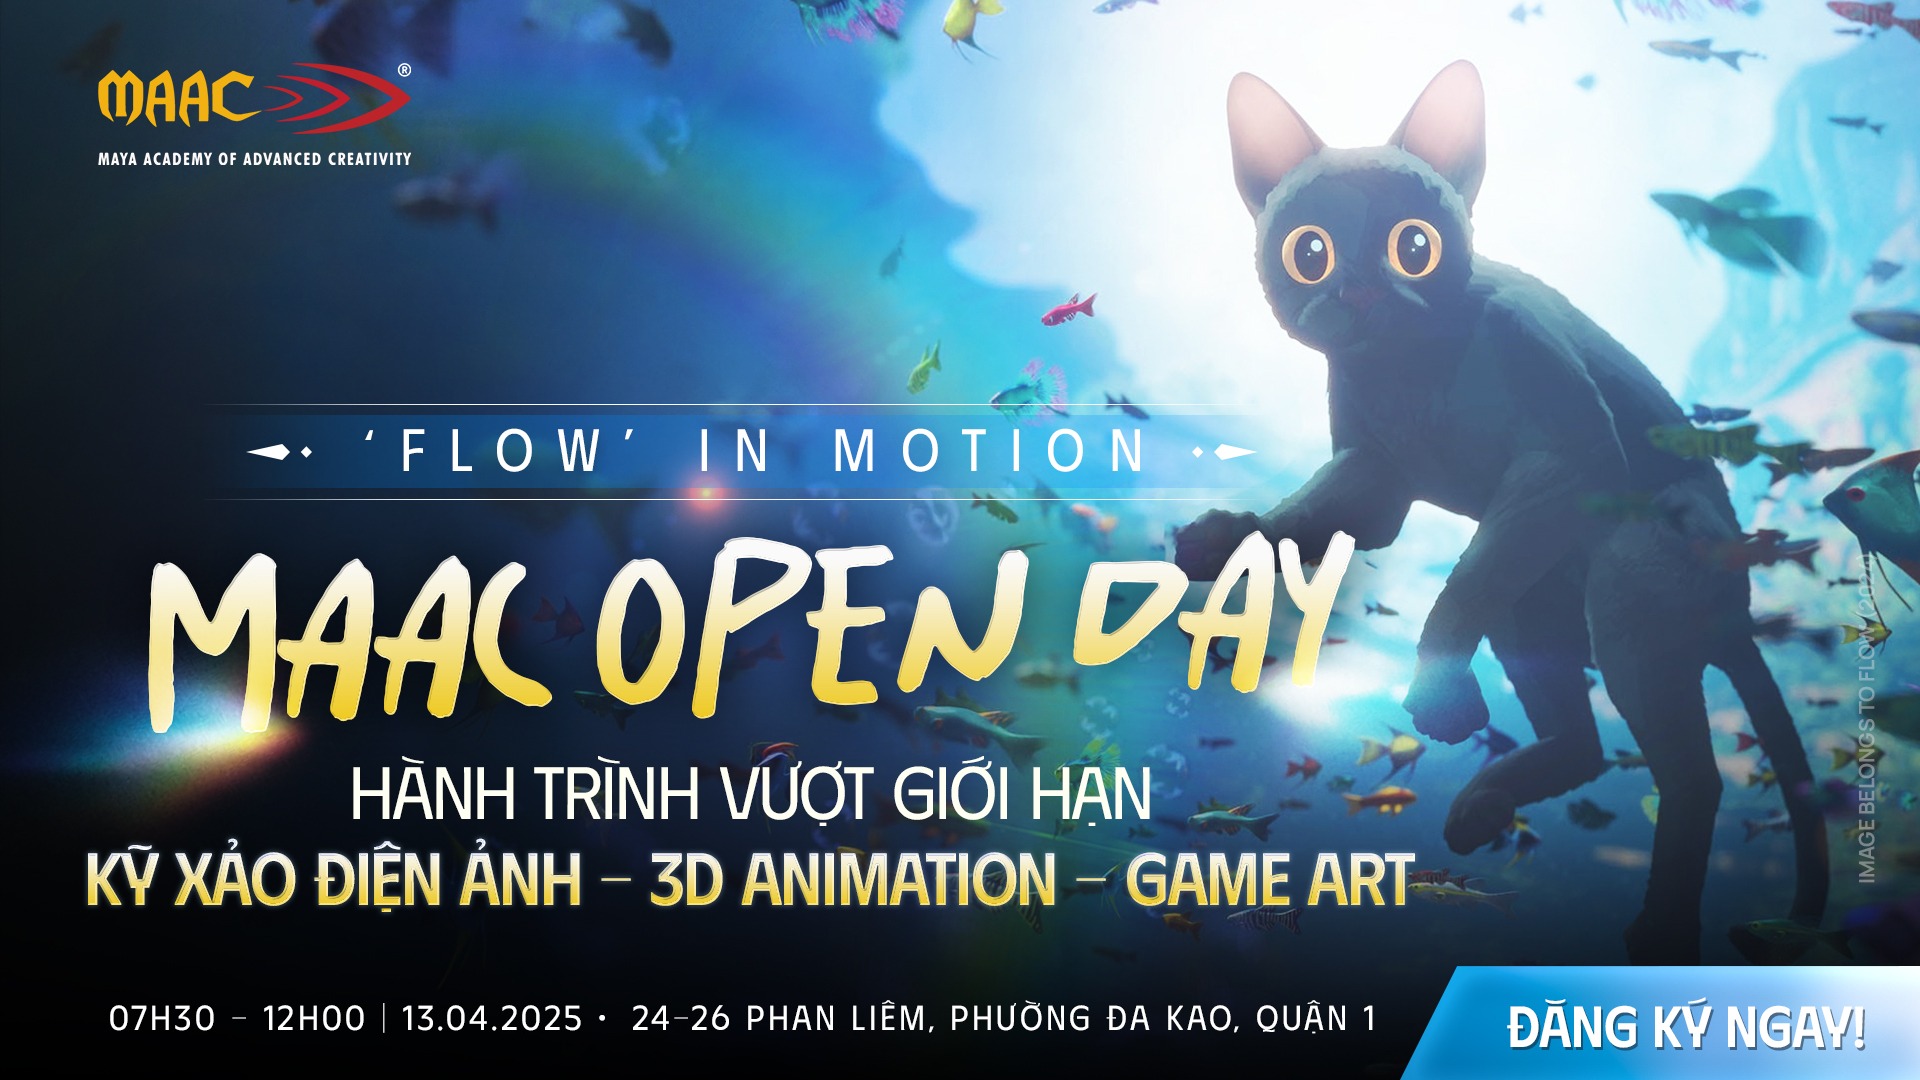 MAAC®
MAYA ACADEMY OF ADVANCED CREATIVITY
‘FLOW’ IN MOTION
MAAC OPEN DAY
HÀNH TRÌNH VƯỢT GIỚI HẠN
KỸ XẢO ĐIỆN ẢNH – 3D ANIMATION – GAME ART
07H30 – 12H00 | 13.04.2025 • 24–26 PHAN LIÊM, PHƯỜNG ĐA KAO, QUẬN 1
ĐĂNG KÝ NGAY!
IMAGE BELONGS TO FLOW (2024)